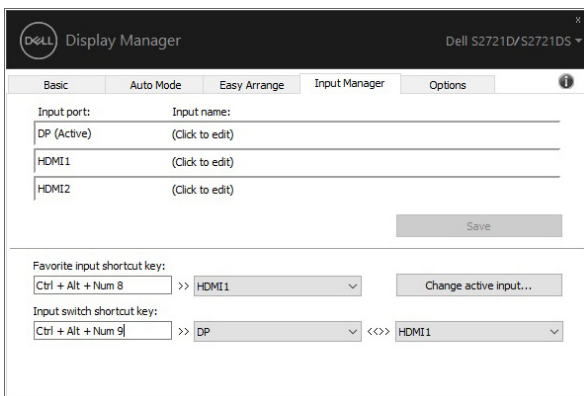 x
DELL Display Manager Dell S2721D/S2721DS
Basic Auto Mode Easy Arrange Input Manager Options i
Input port: Input name:
DP (Active) (Click to edit)
HDMI1 (Click to edit)
HDMI2 (Click to edit)
Save
Favorite input shortcut key:
Ctrl + Alt + Num 8 >> HDMI1 Change active input...
Input switch shortcut key:
Ctrl + Alt + Num 9 >> DP <<>> HDMI1